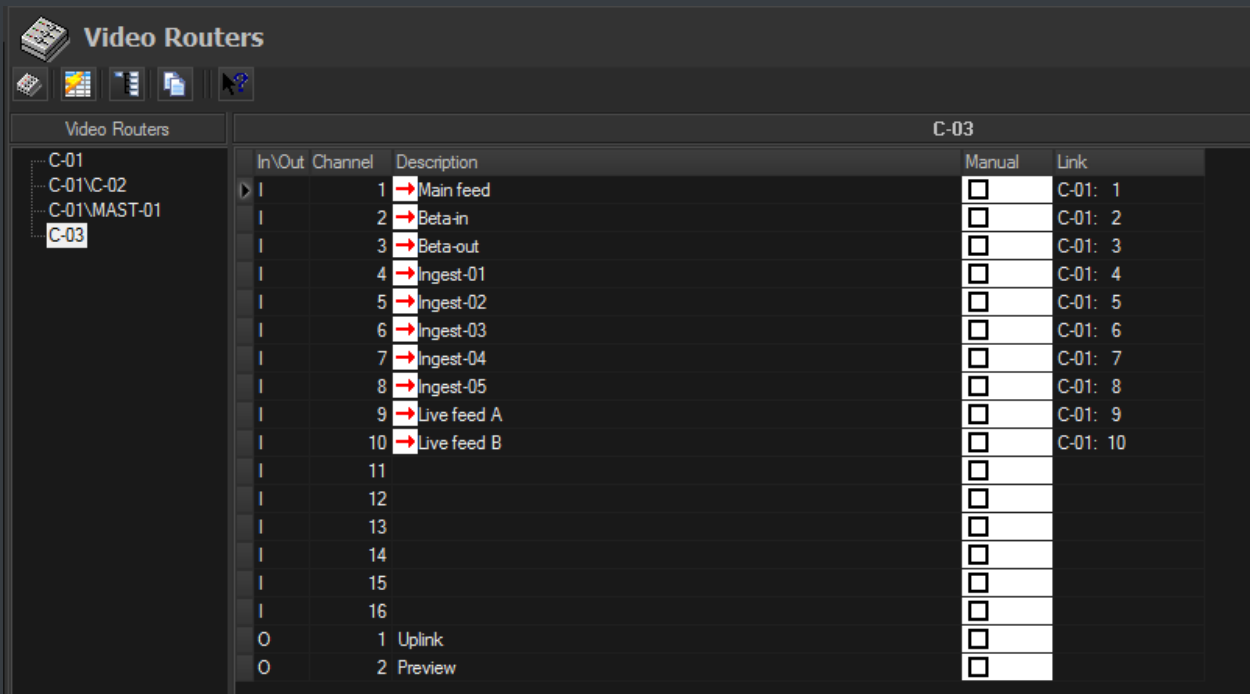 Video Routers
Video Routers
C-03
C-01
C-01\C-02
C-01\MAST-01
C-03
In\Out Channel Description Manual Link
I 1 Main feed C-01: 1
I 2 Beta-in C-01: 2
I 3 Beta-out C-01: 3
I 4 Ingest-01 C-01: 4
I 5 Ingest-02 C-01: 5
I 6 Ingest-03 C-01: 6
I 7 Ingest-04 C-01: 7
I 8 Ingest-05 C-01: 8
I 9 Live feed A C-01: 9
I 10 Live feed B C-01: 10
I 11
I 12
I 13
I 14
I 15
I 16
O 1 Uplink
O 2 Preview